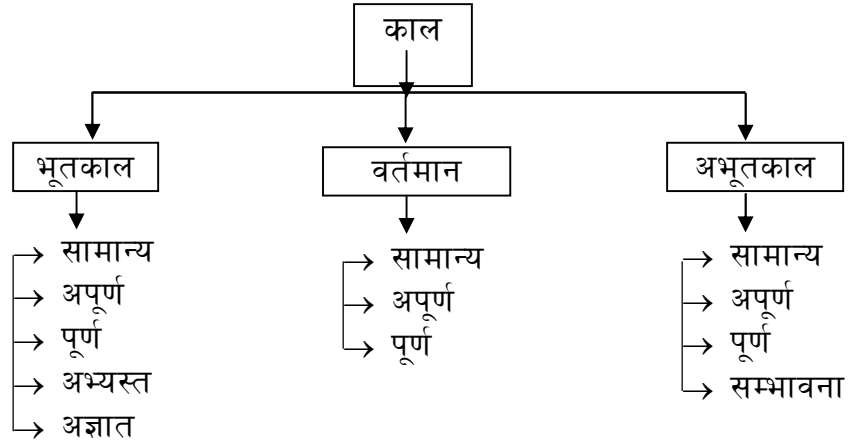 काल
भूतकाल
वर्तमान
अभूतकाल
सामान्य
अपूर्ण
पूर्ण
अभ्यस्त
अज्ञात
सामान्य
अपूर्ण
पूर्ण
सामान्य
अपूर्ण
पूर्ण
सम्भावना